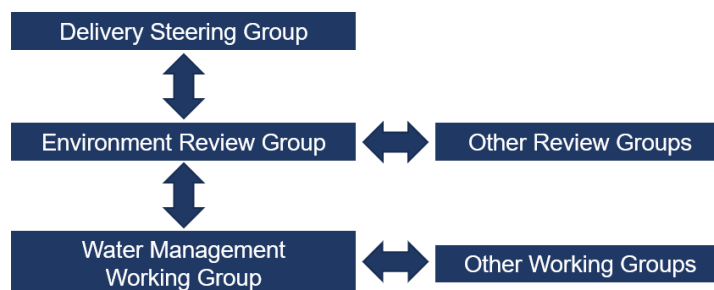 Delivery Steering Group
Environment Review Group
Other Review Groups
Water Management
Working Group
Other Working Groups